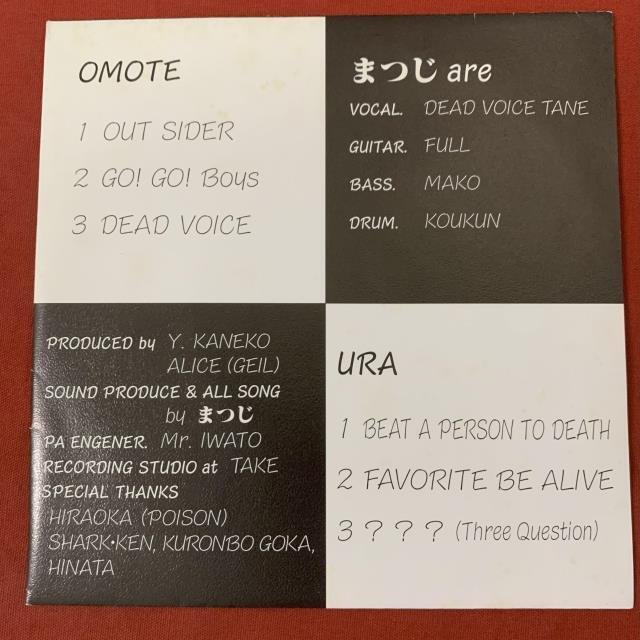 OMOTE
1 OUT SIDER
2 GO! GO! Boys
3 DEAD VOICE
まつじ are
VOCAL. DEAD VOICE TANE
GUITAR. FULL
BASS. MAKO
DRUM. KOUKUN
PRODUCED by Y. KANEKO
ALICE (GEIL)
SOUND PRODUCE & ALL SONG
by まつじ
PA ENGENER. Mr. IWATO
RECORDING STUDIO at TAKE
SPECIAL THANKS
HIRAOKA (POISON)
SHARK・KEN, KURONBO GOKA,
HINATA
URA
1 BEAT A PERSON TO DEATH
2 FAVORITE BE ALIVE
3 ? ? ? (Three Question)